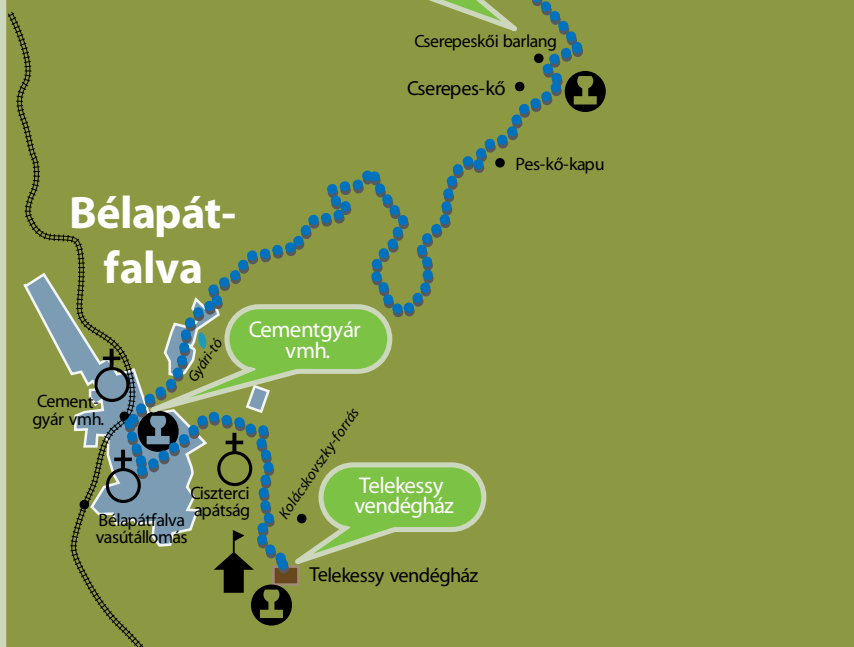 Cserepeskői barlang
Cserepes-kő
Pes-kő-kapu
Bélapát-
falva
Cementgyár
vmh.
Gyári-tó
Cement-
gyár vmh.
Kolácskovszky-forrás
Ciszterci
apátság
Telekessy
vendégház
Bélapátfalva
vasútállomás
Telekessy vendégház